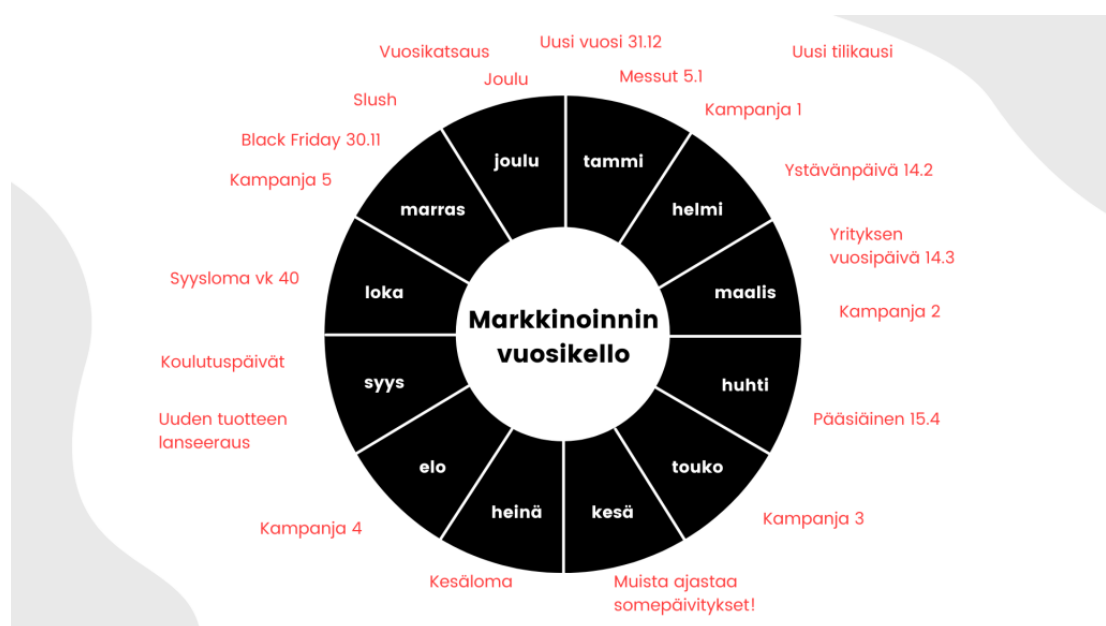 Uusi vuosi 31.12
Uusi tilikausi
Vuosikatsaus
Joulu
Messut 5.1
Slush
Kampanja 1
Black Friday 30.11
Kampanja 5
Ystävänpäivä 14.2
Yrityksen
vuosipäivä 14.3
Syysloma vk 40
Kampanja 2
Koulutuspäivät
Pääsiäinen 15.4
Uuden tuotteen
lanseeraus
Kampanja 4
Kampanja 3
Kesäloma
Muista ajastaa
somepäivitykset!
joulu
tammi
marras
helmi
loka
maalis
Markkinoinnin
vuosikello
syys
huhti
elo
touko
heinä
kesä